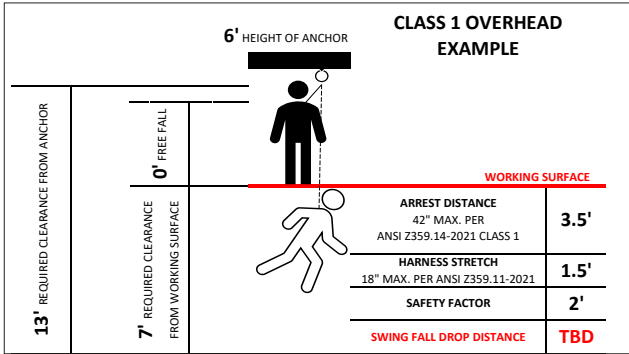 CLASS 1 OVERHEAD
EXAMPLE
6' HEIGHT OF ANCHOR
13' REQUIRED CLEARANCE FROM ANCHOR
0' FREE FALL
7' REQUIRED CLEARANCE
FROM WORKING SURFACE
WORKING SURFACE
ARREST DISTANCE
42" MAX. PER
ANSI Z359.14-2021 CLASS 1
3.5'
HARNESS STRETCH
18" MAX. PER ANSI Z359.11-2021
1.5'
SAFETY FACTOR
2'
SWING FALL DROP DISTANCE
TBD